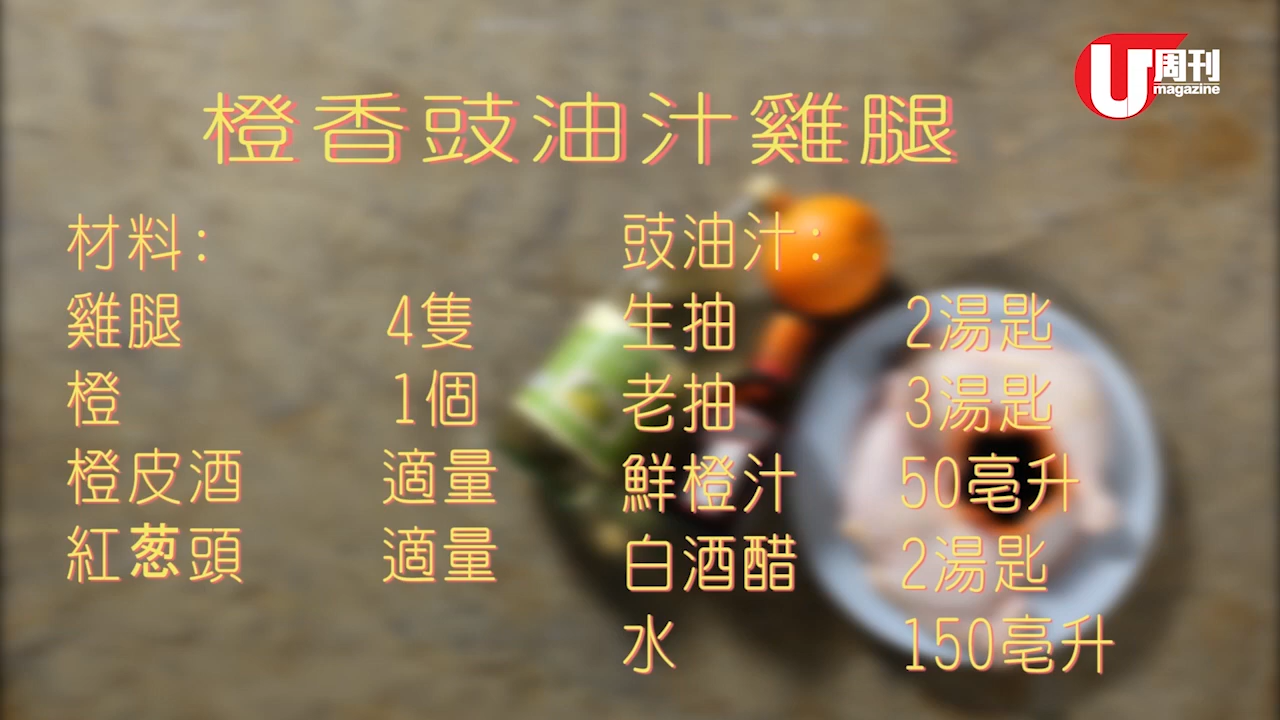 U周刊
magazine
橙香豉油汁雞腿
材料：
雞腿 4隻
橙 1個
橙皮酒 適量
紅葱頭 適量
豉油汁：
生抽 2湯匙
老抽 3湯匙
鮮橙汁 50毫升
白酒醋 2湯匙
水 150毫升